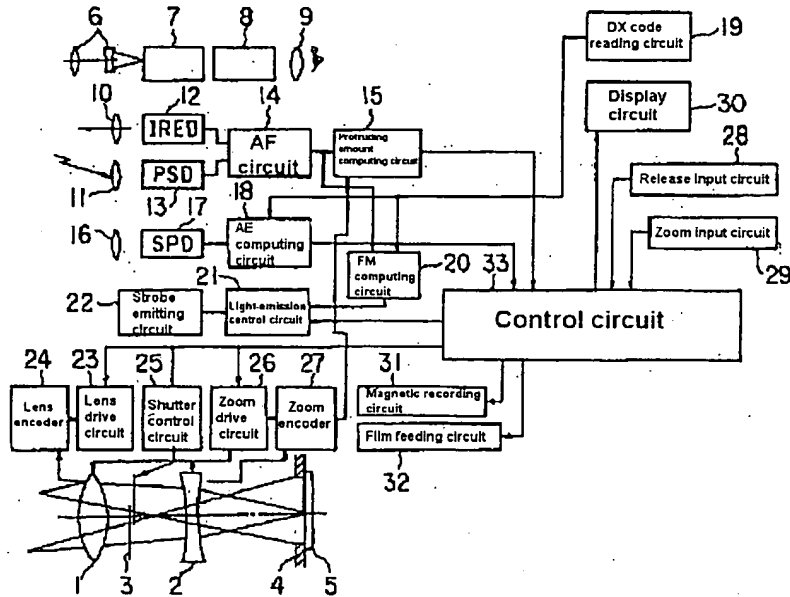 6
7
8
9
DX code
reading circuit
19
10
12
14
15
Display
circuit
30
IRED
AF
circuit
Protruding
amount
computing circuit
28
Release Input circuit
11
PSD
13
17
18
16
SPD
AE
computing
circuit
Zoom input circuit
29
FM
computing
circuit
20
33
21
22
Strobe
emitting
circuit
Light-emission
control circuit
Control circuit
24
23
25
26
27
31
Lens
encoder
Lens
drive
circuit
Shutter
control
circuit
Zoom
drive
circuit
Zoom
encoder
Magnetic recording
circuit
Film feeding circuit
32
1
3
2
4
5